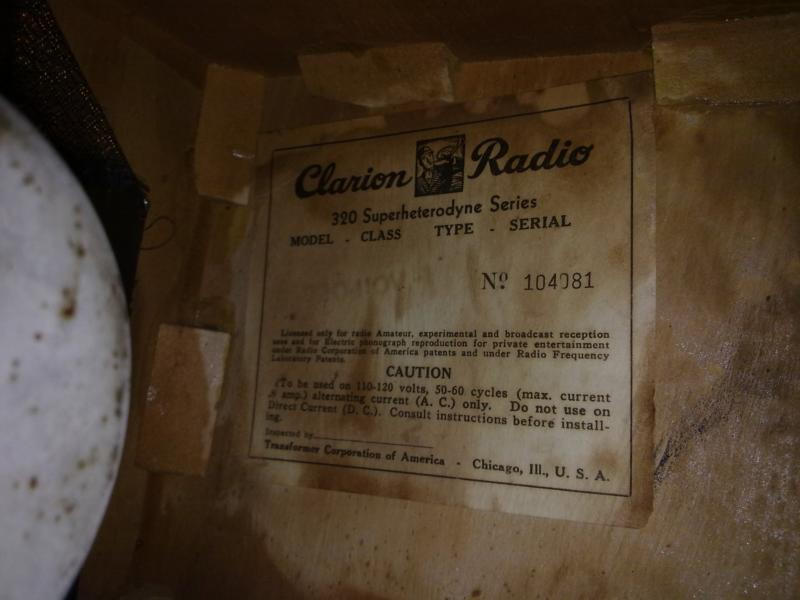 Clarion Radio
320 Superheterodyne Series
MODEL - CLASS TYPE - SERIAL
Nº 104081
Licensed only for radio Amateur, experimental and broadcast reception
uses and for Electric phonograph reproduction for private entertainment
under Radio Corporation of America patents and under Radio Frequency
Laboratory Patents.
CAUTION
To be used on 110-120 volts, 50-60 cycles (max. current
amp.) alternating current (A. C.) only. Do not use on
Direct Current (D. C.). Consult instructions before install-
ing.
Inspected by
Transformer Corporation of America - Chicago, Ill., U. S. A.